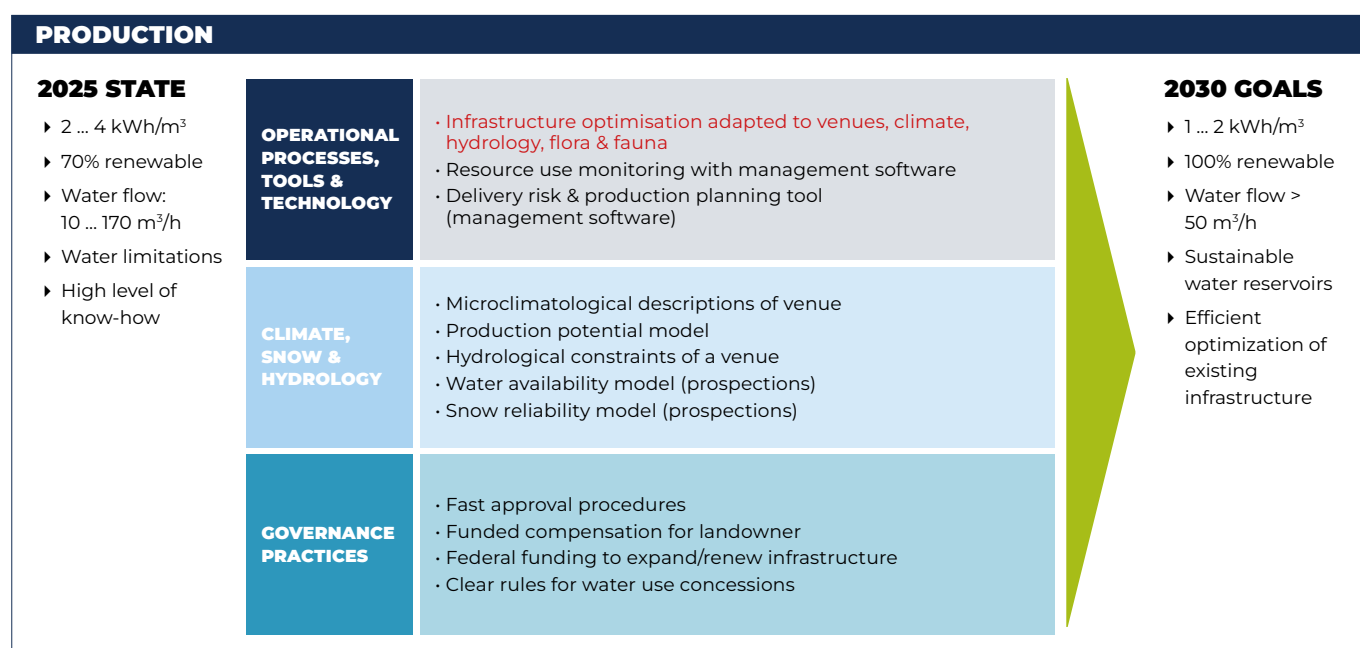 PRODUCTION
2025 STATE
‣ 2 ... 4 kWh/m³
‣ 70% renewable
‣ Water flow:
10 ... 170 m³/h
‣ Water limitations
‣ High level of
know-how
OPERATIONAL
PROCESSES,
TOOLS &
TECHNOLOGY
· Infrastructure optimisation adapted to venues, climate,
hydrology, flora & fauna
· Resource use monitoring with management software
· Delivery risk & production planning tool
(management software)
CLIMATE,
SNOW &
HYDROLOGY
· Microclimatological descriptions of venue
· Production potential model
· Hydrological constraints of a venue
· Water availability model (prospections)
· Snow reliability model (prospections)
GOVERNANCE
PRACTICES
· Fast approval procedures
· Funded compensation for landowner
· Federal funding to expand/renew infrastructure
· Clear rules for water use concessions
2030 GOALS
‣ 1 ... 2 kWh/m³
‣ 100% renewable
‣ Water flow >
50 m³/h
‣ Sustainable
water reservoirs
‣ Efficient
optimization of
existing
infrastructure